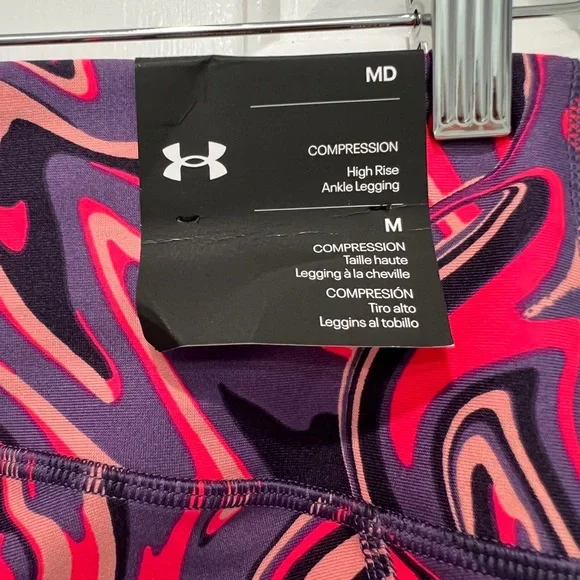 MD
COMPRESSION
High Rise
Ankle Legging
M
COMPRESSION
Taille haute
Legging à la cheville
COMPRESIÓN
Tiro alto
Leggins al tobillo